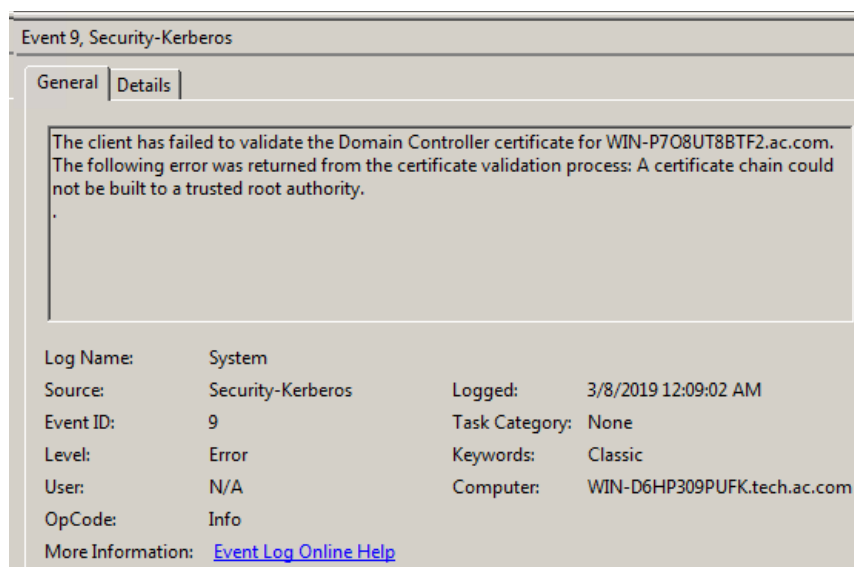 Event 9, Security-Kerberos
General Details
The client has failed to validate the Domain Controller certificate for WIN-P7O8UT8BTF2.ac.com.
The following error was returned from the certificate validation process: A certificate chain could
not be built to a trusted root authority.
.
Log Name: System
Source: Security-Kerberos Logged: 3/8/2019 12:09:02 AM
Event ID: 9 Task Category: None
Level: Error Keywords: Classic
User: N/A Computer: WIN-D6HP309PUFK.tech.ac.com
OpCode: Info
More Information: Event Log Online Help